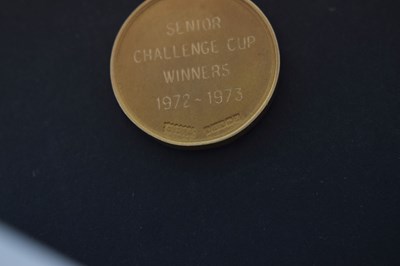 SENIOR
CHALLENGE CUP
WINNERS
1972-1973